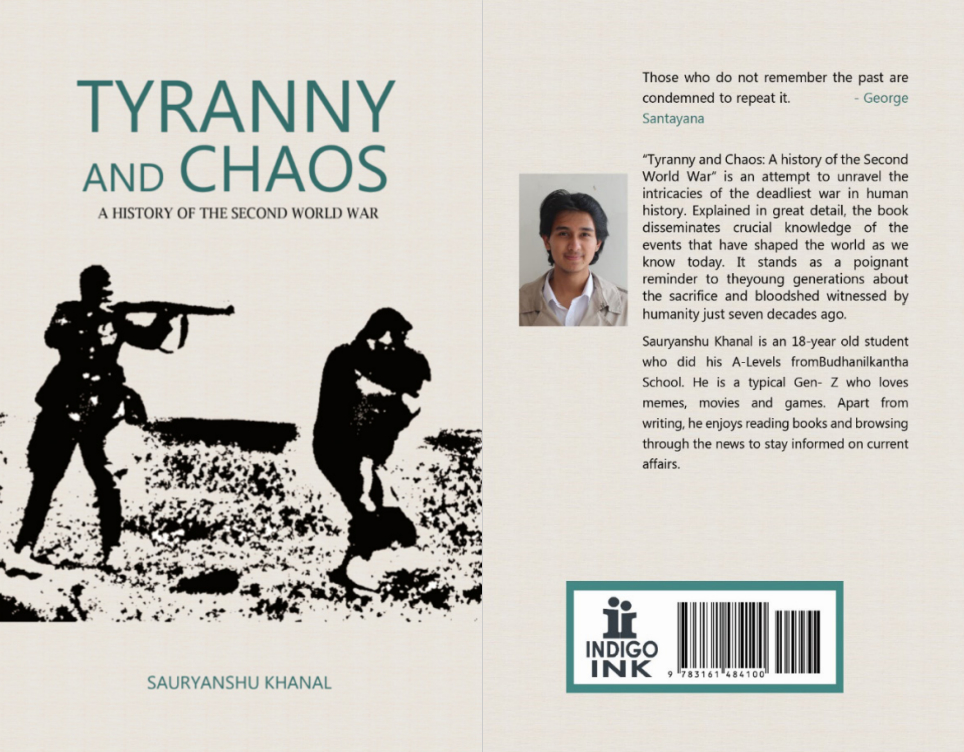 TYRANNY
AND CHAOS
A HISTORY OF THE SECOND WORLD WAR
SAURYANSHU KHANAL
Those who do not remember the past are
condemned to repeat it. - George
Santayana
“Tyranny and Chaos: A history of the Second
World War” is an attempt to unravel the
intricacies of the deadliest war in human
history. Explained in great detail, the book
disseminates crucial knowledge of the
events that have shaped the world as we
know today. It stands as a poignant
reminder to theyoung generations about
the sacrifice and bloodshed witnessed by
humanity just seven decades ago.
Sauryanshu Khanal is an 18-year old student
who did his A-Levels fromBudhanilkantha
School. He is a typical Gen- Z who loves
memes, movies and games. Apart from
writing, he enjoys reading books and browsing
through the news to stay informed on current
affairs.
INDIGO
INK
9 783161 484100